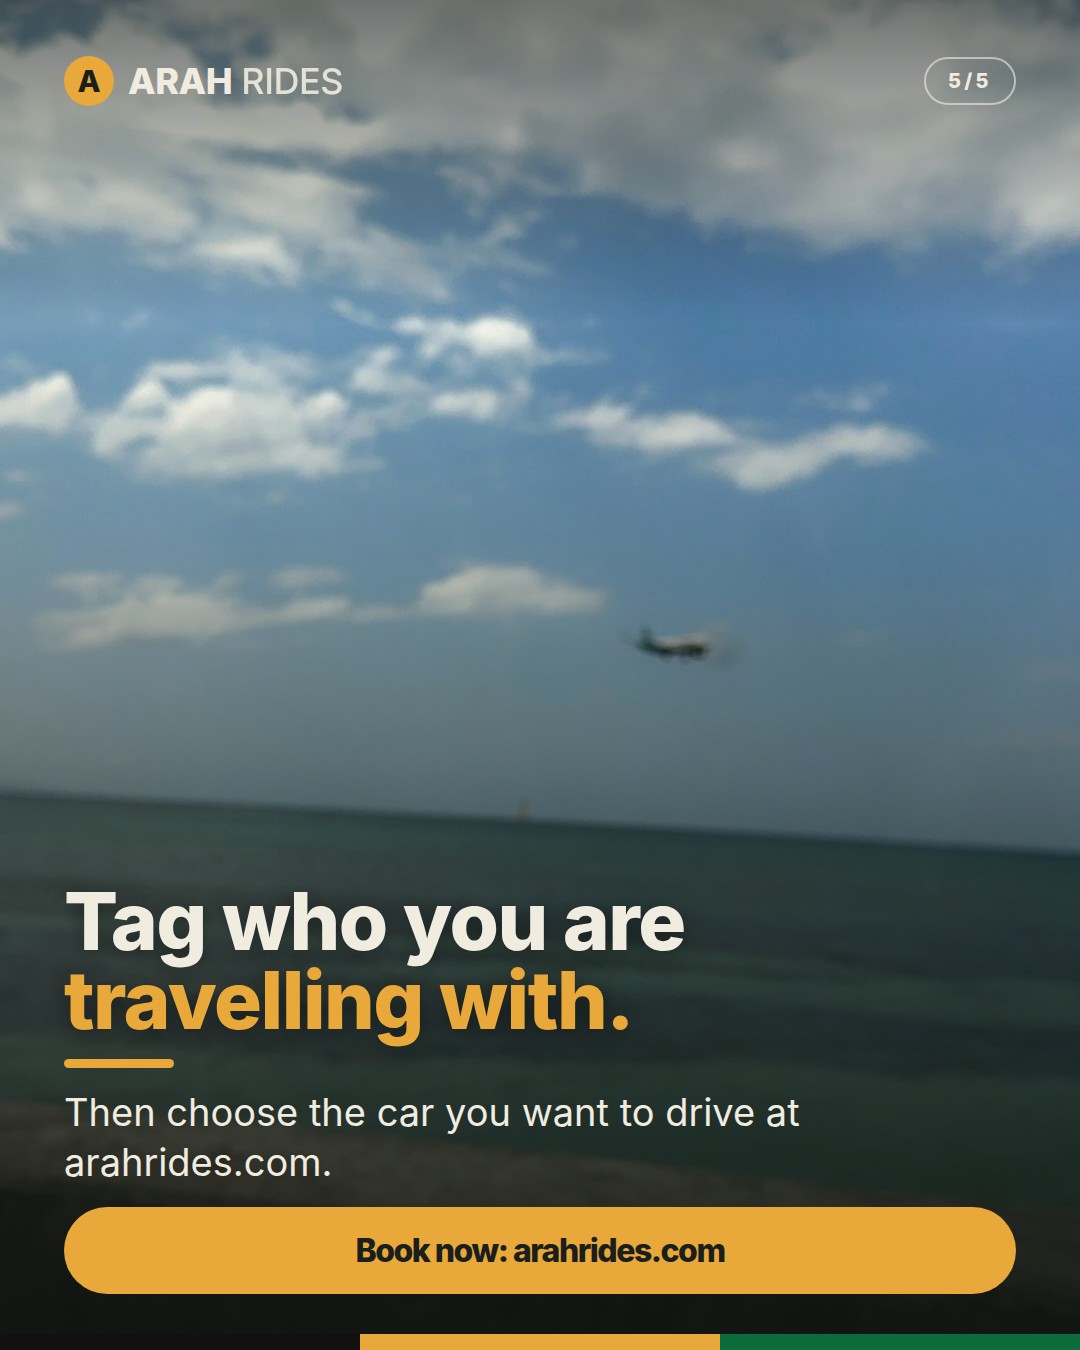 A ARAH RIDES
5/5
Tag who you are
travelling with.
Then choose the car you want to drive at
arahrides.com.
Book now: arahrides.com